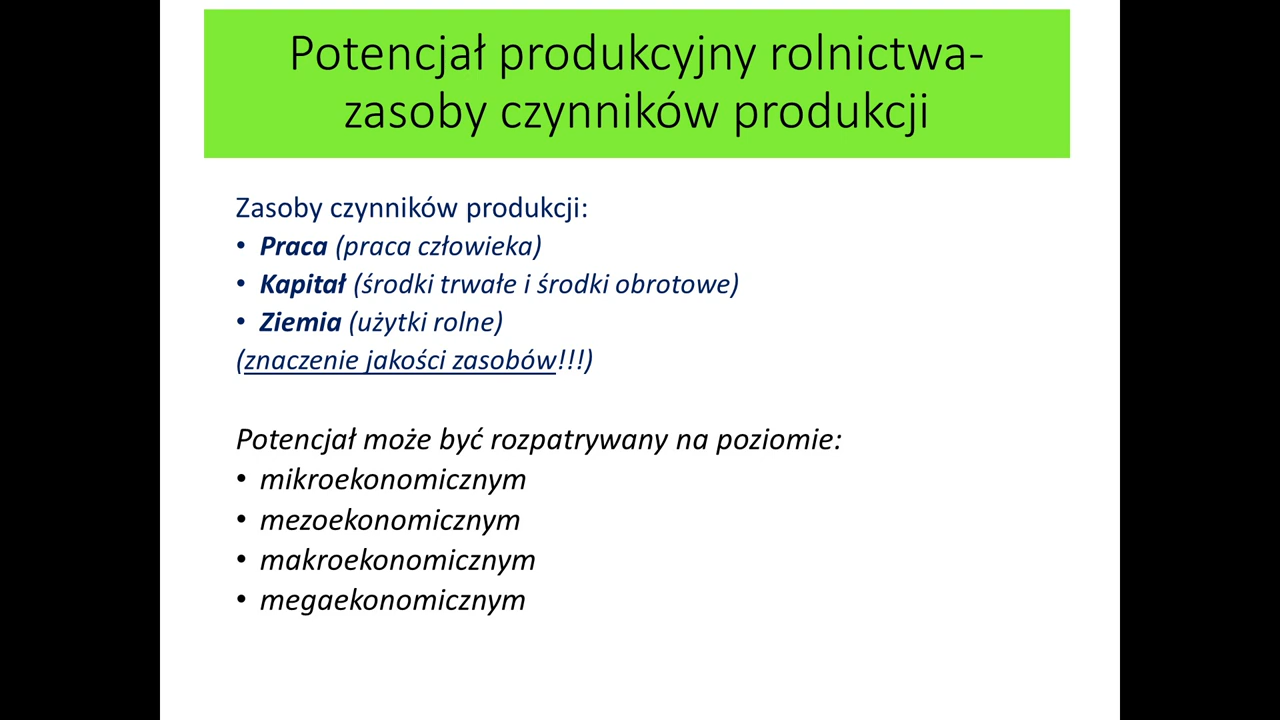 Potencjał produkcyjny rolnictwa-
zasoby czynników produkcji
Zasoby czynników produkcji:
• Praca (praca człowieka)
• Kapitał (środki trwałe i środki obrotowe)
• Ziemia (użytki rolne)
(znaczenie jakości zasobów!!!)
Potencjał może być rozpatrywany na poziomie:
• mikroekonomicznym
• mezoekonomicznym
• makroekonomicznym
• megaekonomicznym